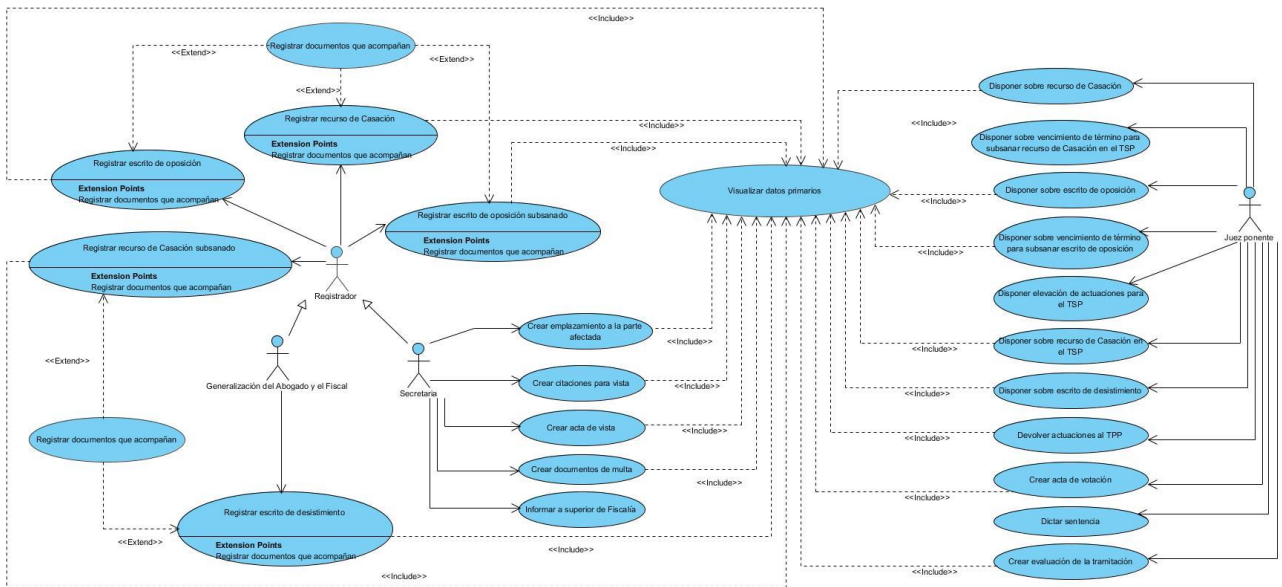 <<Include>>
Registrar documentos que acompañan
<<Extend>>
<<Extend>>
<<Extend>>
Registrar recurso de Casación
Extension Points
Registrar documentos que acompañan
<<Include>>
<<Include>>
Registrar escrito de oposición
Extension Points
Registrar documentos que acompañan
Registrar escrito de oposición subsanado
Extension Points
Registrar documentos que acompañan
Registrar recurso de Casación subsanado
Extension Points
Registrar documentos que acompañan
Registrador
Visualizar datos primarios
Disponer sobre recurso de Casación
<<Include>>
Disponer sobre vencimiento de término para
subsanar recurso de Casación en el TSP
Disponer sobre escrito de oposición
<<Include>>
Juez ponente
Disponer sobre vencimiento de término
para subsanar escrito de oposición
<<Include>>
Disponer elevación de actuaciones para
el TSP
Disponer sobre recurso de Casación en
el TSP
<<Include>>
Disponer sobre escrito de desistimiento
<<Include>>
Devolver actuaciones al TPP
<<Include>>
Crear acta de votación
<<Include>>
Dictar sentencia
Crear evaluación de la tramitación
<<Include>>
Crear emplazamiento a la parte
afectada
<<Include>>
Generalización del Abogado y el Fiscal
Secretaria
Crear citaciones para vista
<<Include>>
Crear acta de vista
<<Include>>
Crear documentos de multa
<<Include>>
Informar a superior de Fiscalía
<<Extend>>
Registrar documentos que acompañan
<<Extend>>
Registrar escrito de desistimiento
Extension Points
Registrar documentos que acompañan
<<Include>>
<<Include>>